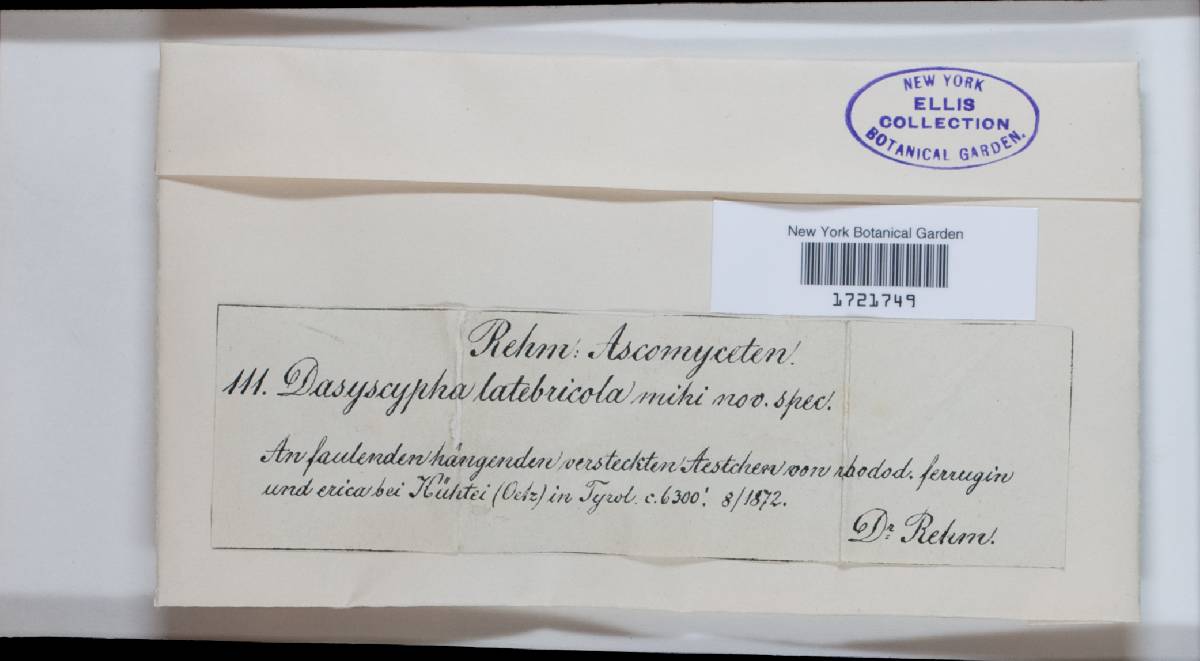 NEW YORK
ELLIS
COLLECTION
BOTANICAL GARDEN.
New York Botanical Garden
1721749
Rehm: Ascomyceten.
111. Dasyscypha latebricola mihi nov. spec.
An faulenden hängenden versteckten Aestchen von rhodod. ferrugin
und erica bei Kühtei (Oetz) in Tyrol. c. 6300'. 8/1872.
Dr. Rehm.